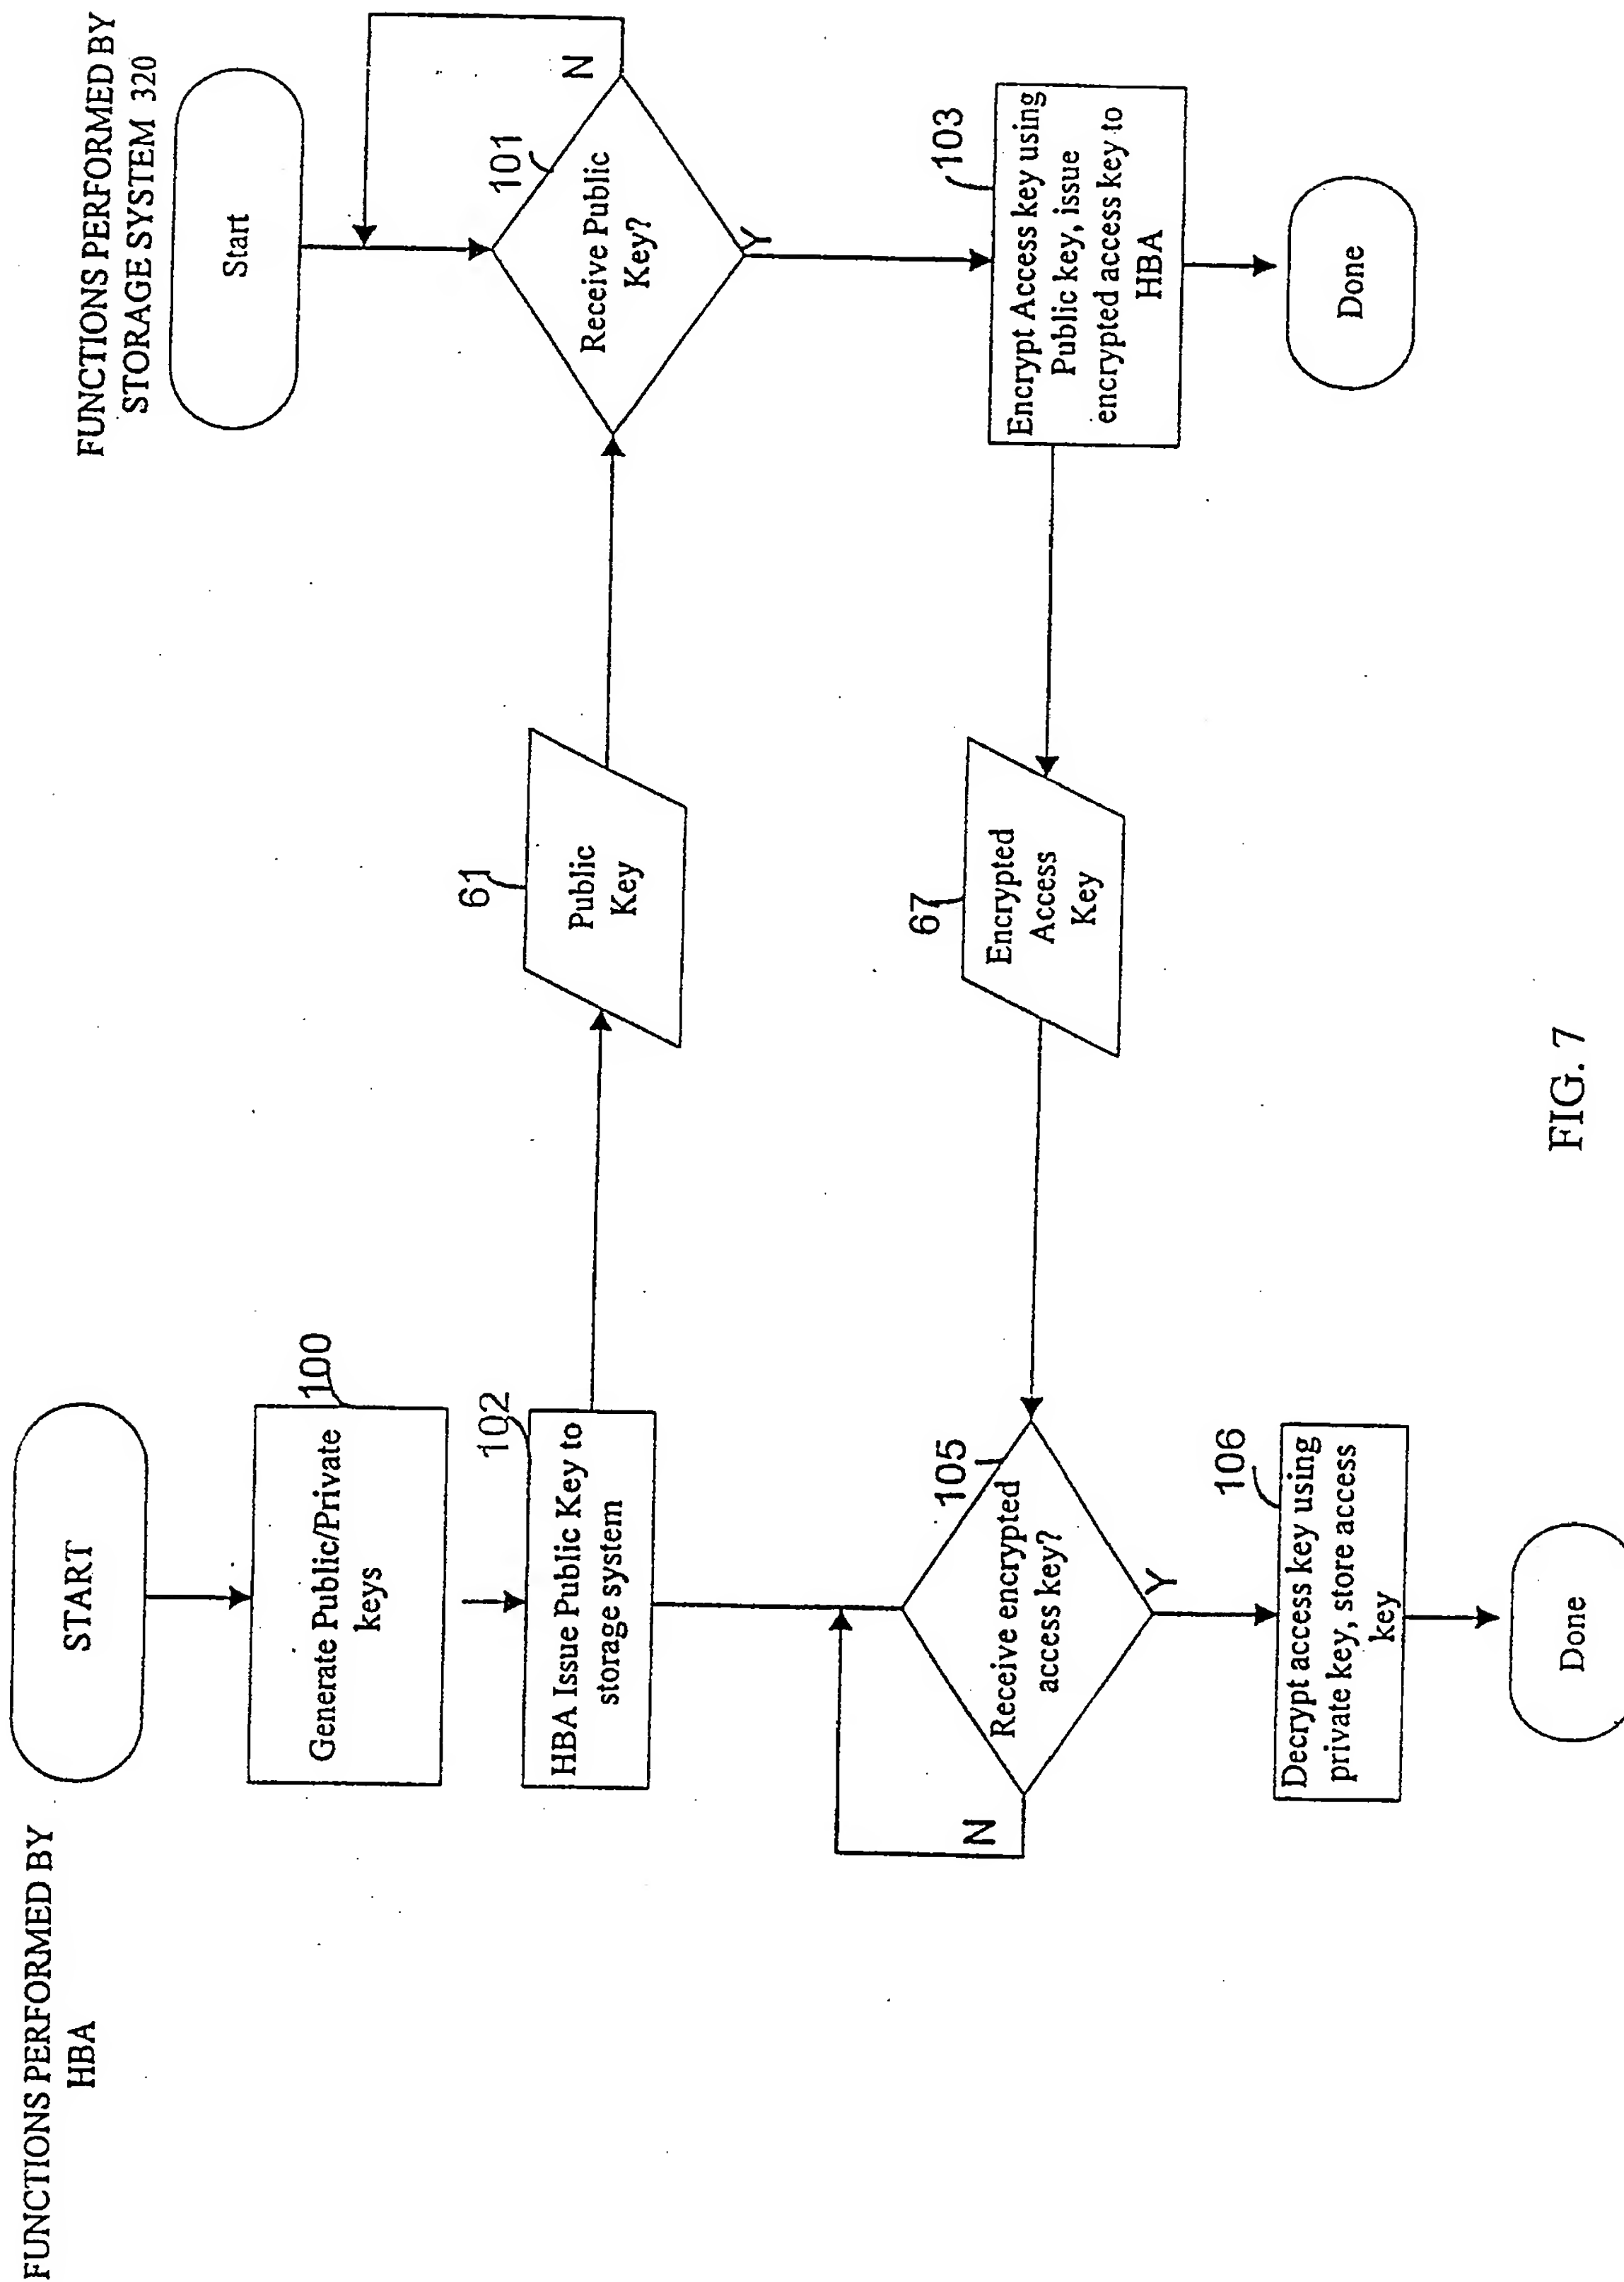 FUNCTIONS PERFORMED BY
HBA
START
100
Generate Public/Private
keys
102
HBA Issue Public Key to
storage system
105
Receive encrypted
access key?
N
Y
106
Decrypt access key using
private key, store access
key
Done
61
Public
Key
67
Encrypted
Access
Key
FUNCTIONS PERFORMED BY
STORAGE SYSTEM 320
Start
101
Receive Public
Key?
N
Y
103
Encrypt Access key using
Public key, issue
encrypted access key to
HBA
Done
FIG. 7